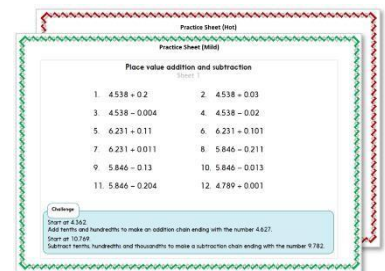 Practice Sheet (Hot)
Practice Sheet (Mild)
Place value addition and subtraction
Sheet 1
1. 4.538 + 0.2
2. 4.538 + 0.03
3. 4.538 – 0.004
4. 4.538 – 0.02
5. 6.231 + 0.11
6. 6.231 + 0.101
7. 6.231 + 0.011
8. 5.846 – 0.211
9. 5.846 – 0.13
10. 5.846 – 0.013
11. 5.846 – 0.204
12. 4.789 + 0.001
Challenge
Start at 4.362.
Add tenths and hundredths to make an addition chain ending with the number 4.627.
Start at 10.769.
Subtract tenths, hundredths and thousandths to make a subtraction chain ending with the number 9.782.